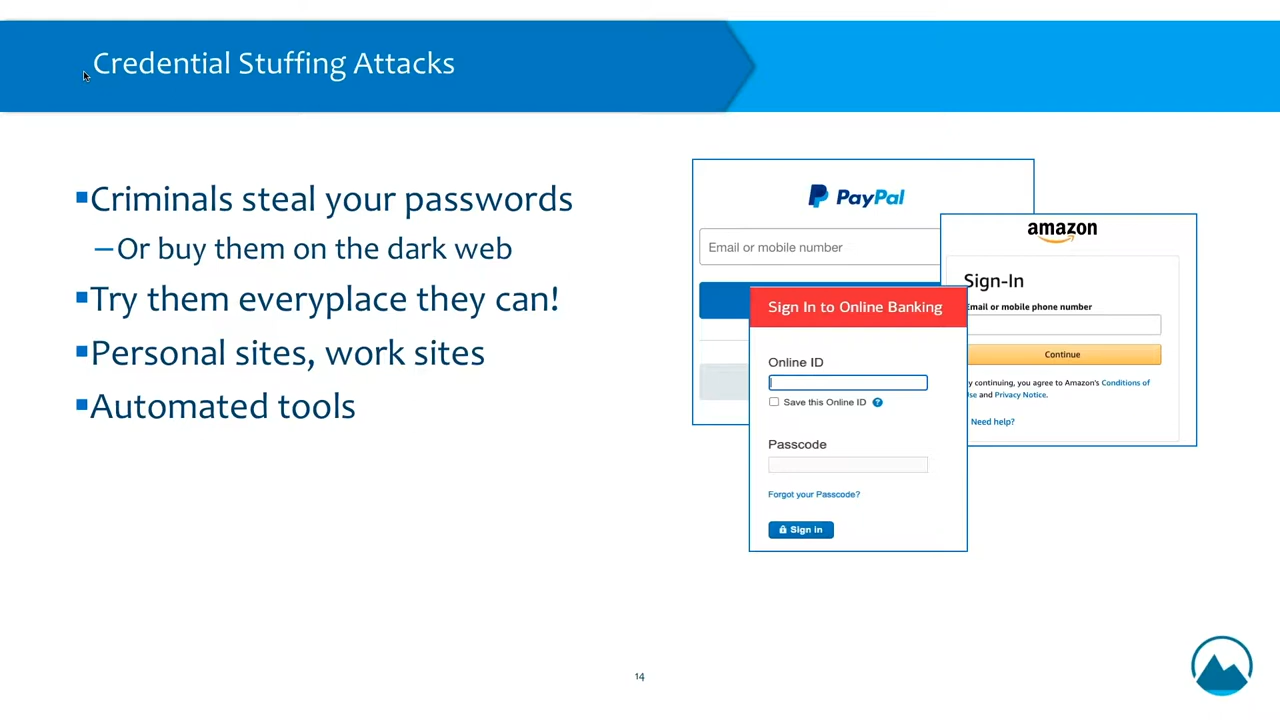 Credential Stuffing Attacks
Criminals steal your passwords
–Or buy them on the dark web
Try them everyplace they can!
Personal sites, work sites
Automated tools
PayPal
Email or mobile number
amazon
Sign-In
Email or mobile phone number
Continue
y continuing, you agree to Amazon's Conditions of
Use and Privacy Notice.
Need help?
Sign In to Online Banking
Online ID
Save this Online ID ?
Passcode
Forgot your Passcode?
Sign in
14